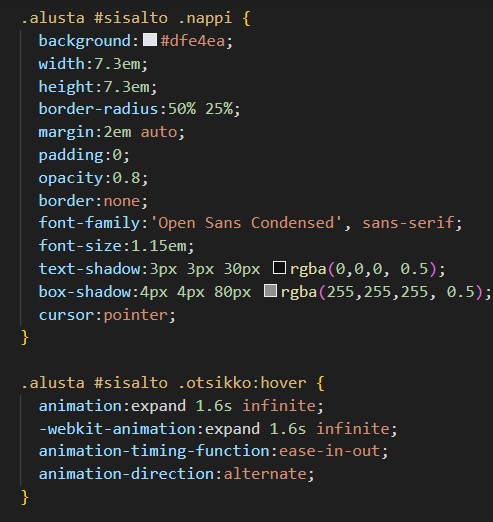 .alusta #sisalto .nappi {
background:#dfe4ea;
width:7.3em;
height:7.3em;
border-radius:50% 25%;
margin:2em auto;
padding:0;
opacity:0.8;
border:none;
font-family:'Open Sans Condensed', sans-serif;
font-size:1.15em;
text-shadow:3px 3px 30px rgba(0,0,0, 0.5);
box-shadow:4px 4px 80px rgba(255,255,255, 0.5);
cursor:pointer;
}
.alusta #sisalto .otsikko:hover {
animation:expand 1.6s infinite;
-webkit-animation:expand 1.6s infinite;
animation-timing-function:ease-in-out;
animation-direction:alternate;
}